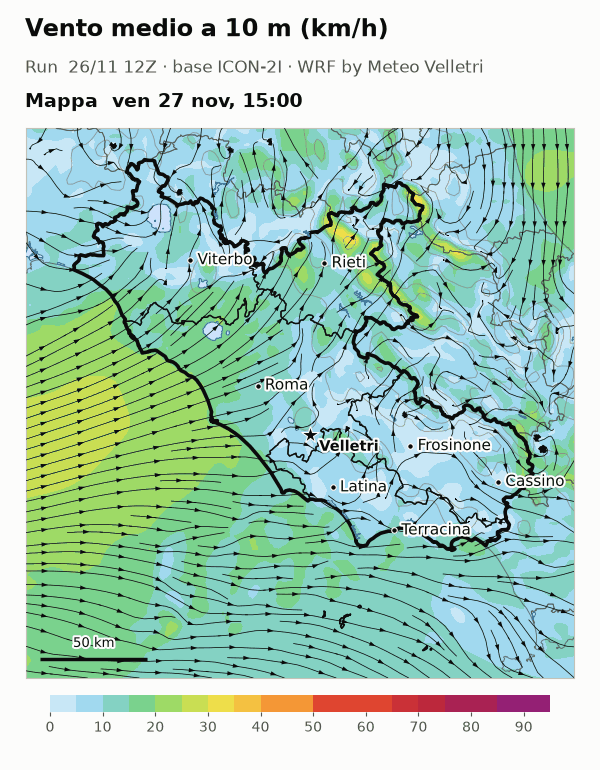 Vento medio a 10 m (km/h)
Run  26/11 12Z · base ICON-2I · WRF by Meteo Velletri
Mappa  ven 27 nov, 15:00
Viterbo
Rieti
Roma
Velletri
Frosinone
Cassino
Latina
Terracina
50 km
0 10 20 30 40 50 60 70 80 90